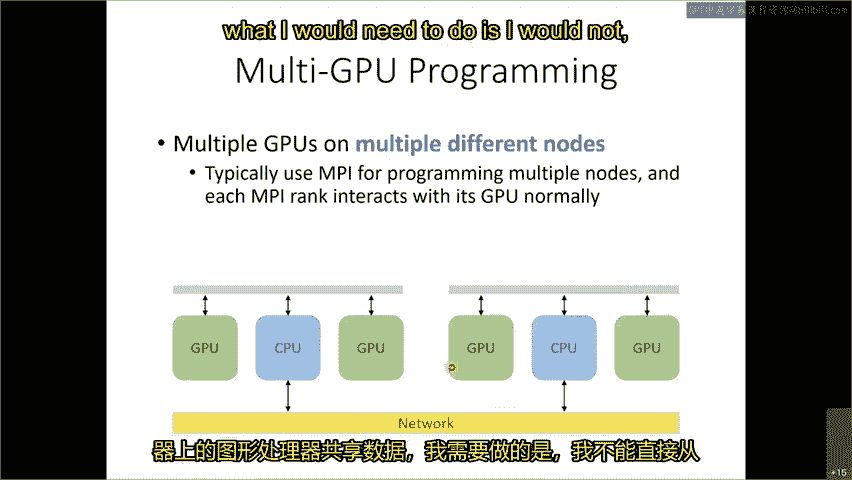 what I would need to do is I would not,
Multi-GPU Programming
• Multiple GPUs on multiple different nodes
• Typically use MPI for programming multiple nodes, and
each MPI rank interacts with its GPU normally
GPU CPU GPU GPU CPU GPU
Network
器上的图形处理器共享数据，我需要做的是，我不能直接从
+15